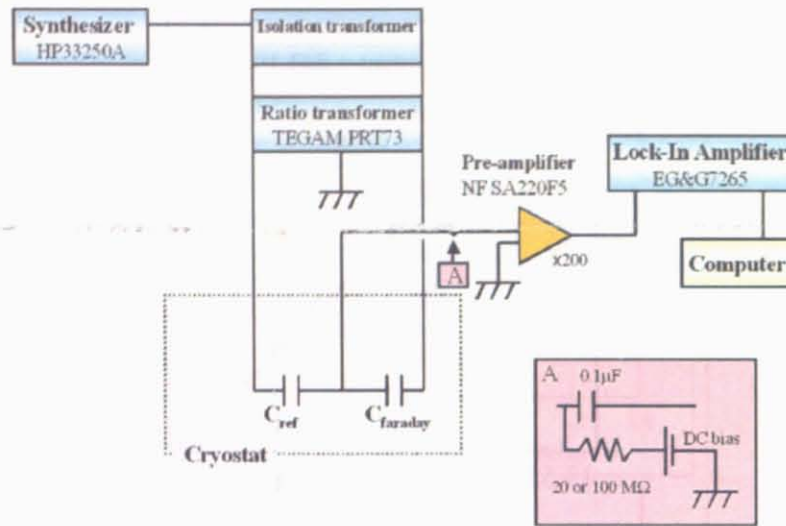 Synthesizer
HP33250A
Isolation transformer
Ratio transformer
TEGAM PRT73
Pre-amplifier
NF SA220F5
x200
Lock-In Amplifier
EG&G7265
Computer
A
Cref
Cfaraday
Cryostat
A
0.1μF
DC bias
20 or 100 MΩ